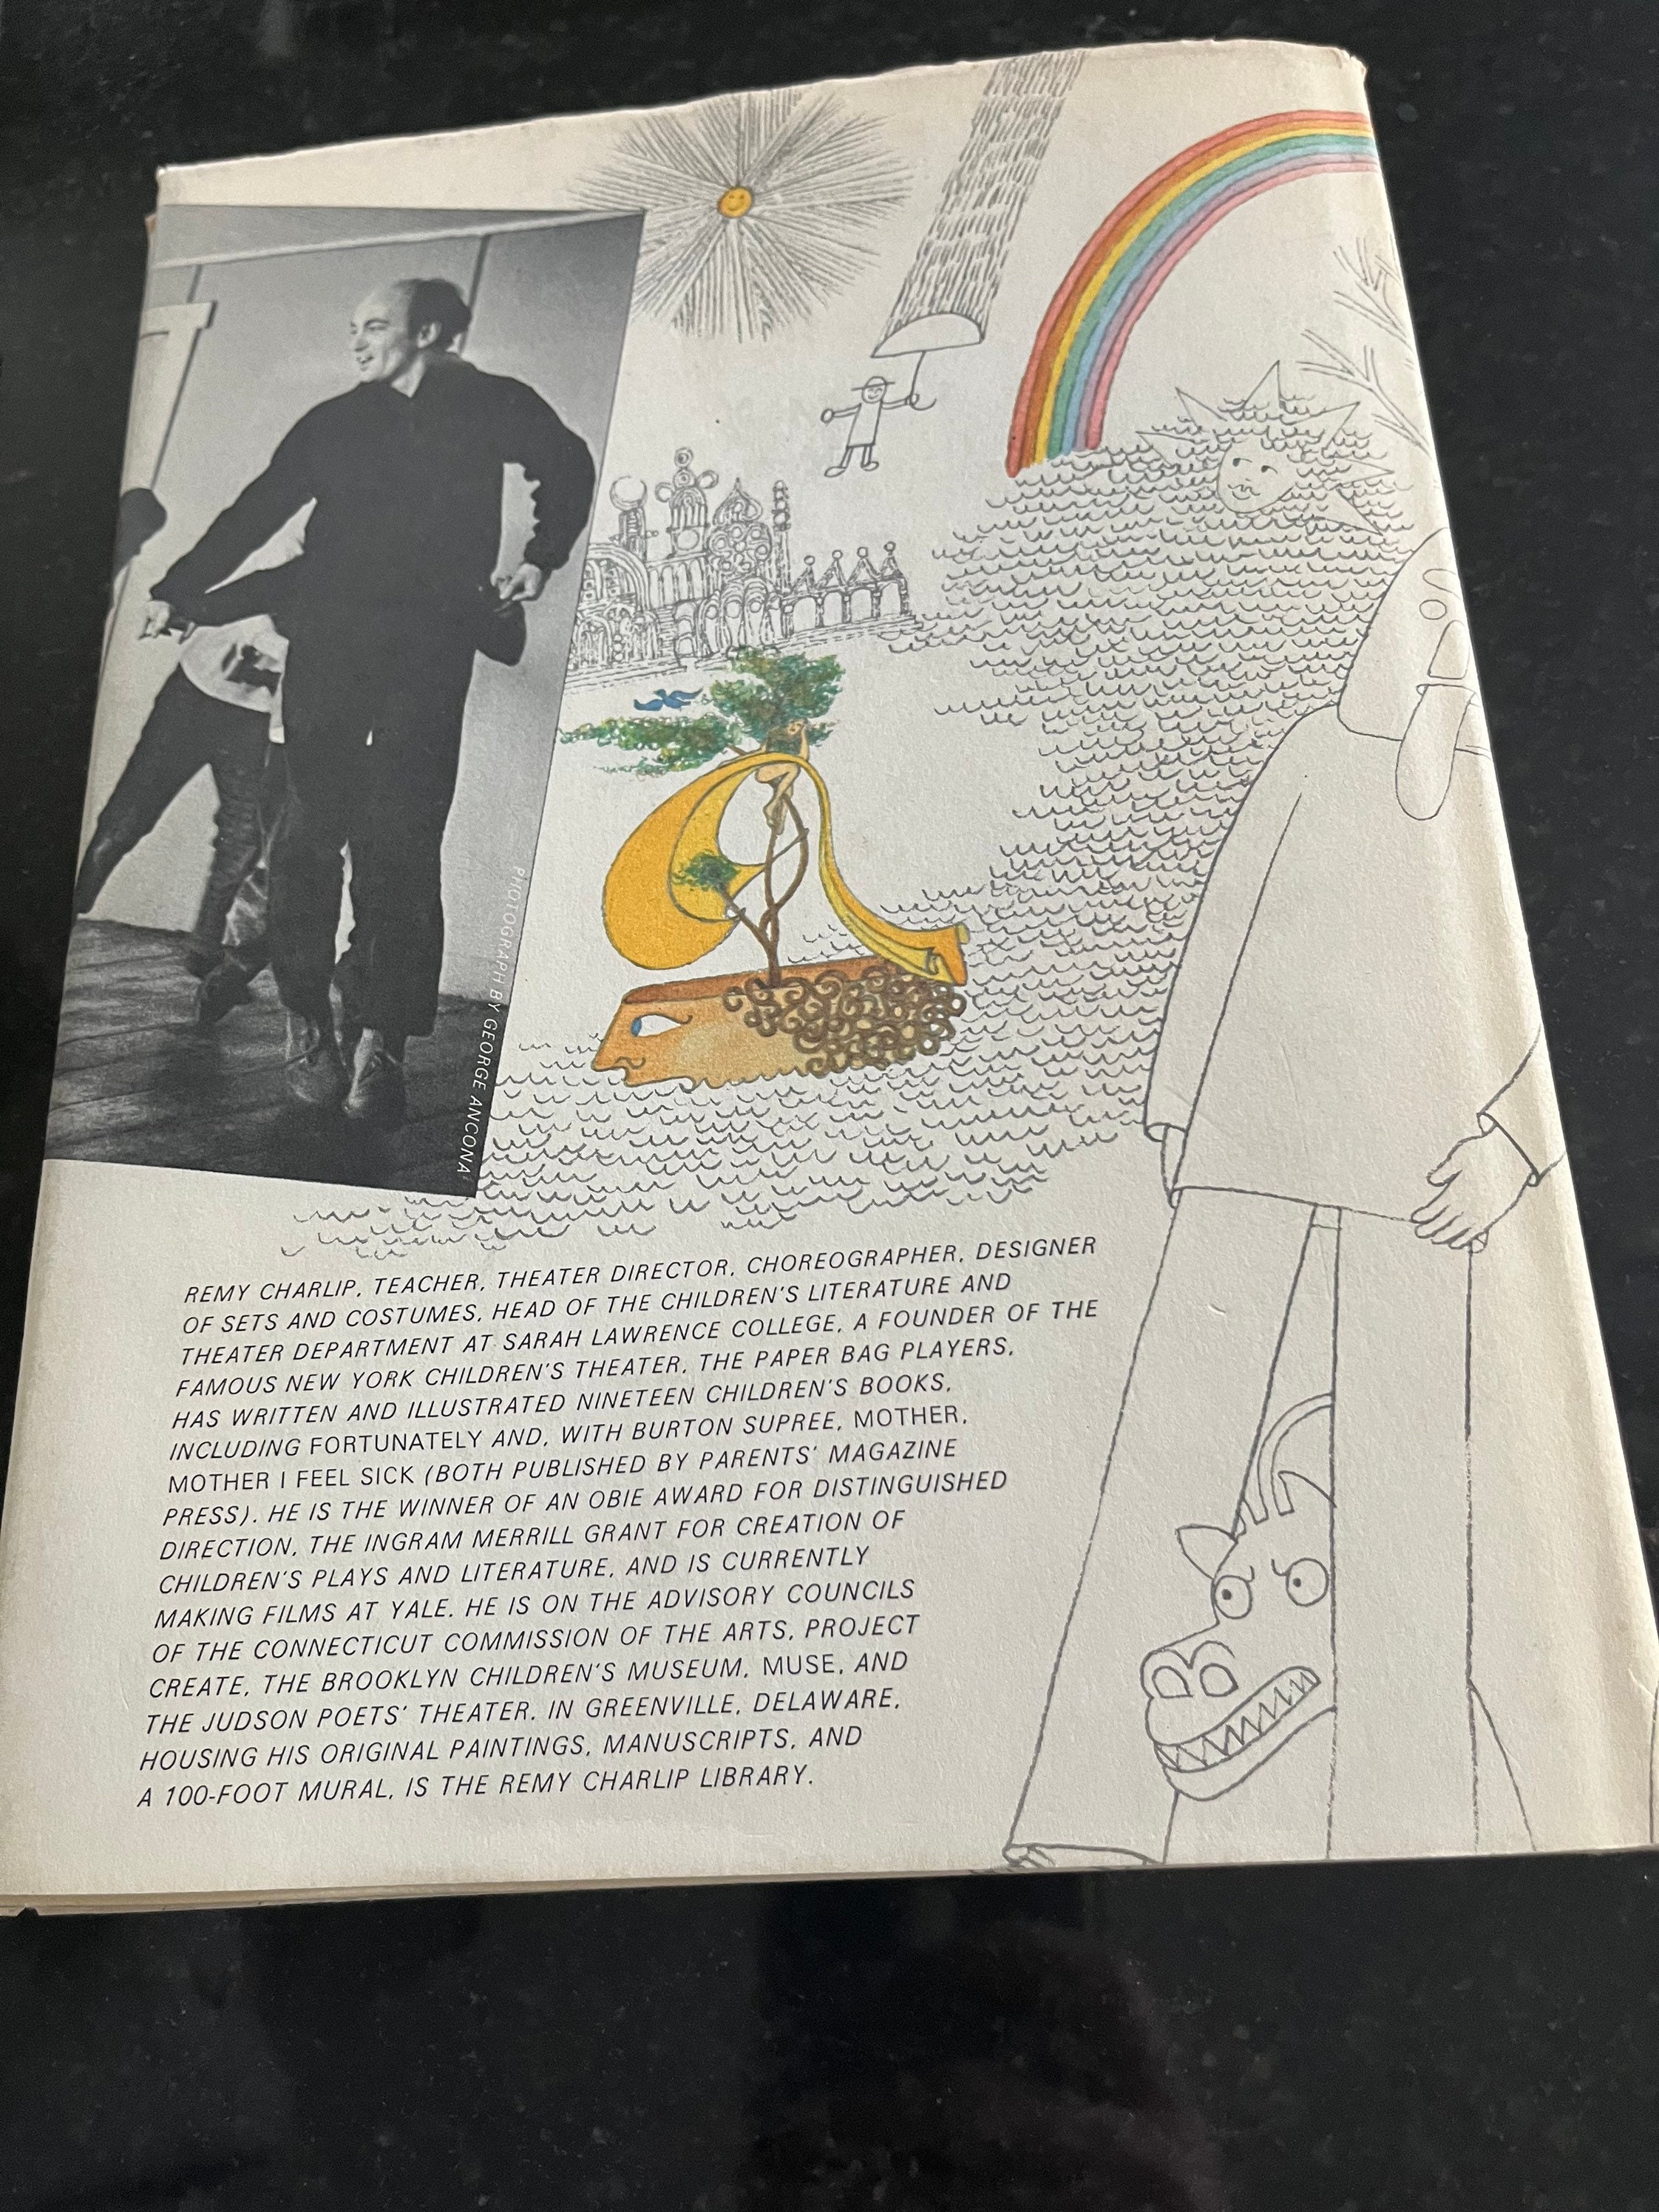 PHOTOGRAPH BY GEORGE ANCONA
REMY CHARLIP, TEACHER, THEATER DIRECTOR, CHOREOGRAPHER, DESIGNER
OF SETS AND COSTUMES, HEAD OF THE CHILDREN'S LITERATURE AND
THEATER DEPARTMENT AT SARAH LAWRENCE COLLEGE, A FOUNDER OF THE
FAMOUS NEW YORK CHILDREN'S THEATER, THE PAPER BAG PLAYERS,
HAS WRITTEN AND ILLUSTRATED NINETEEN CHILDREN'S BOOKS,
INCLUDING FORTUNATELY AND, WITH BURTON SUPREE, MOTHER,
MOTHER I FEEL SICK (BOTH PUBLISHED BY PARENTS' MAGAZINE
PRESS). HE IS THE WINNER OF AN OBIE AWARD FOR DISTINGUISHED
DIRECTION, THE INGRAM MERRILL GRANT FOR CREATION OF
CHILDREN'S PLAYS AND LITERATURE, AND IS CURRENTLY
MAKING FILMS AT YALE. HE IS ON THE ADVISORY COUNCILS
OF THE CONNECTICUT COMMISSION OF THE ARTS, PROJECT
CREATE, THE BROOKLYN CHILDREN'S MUSEUM, MUSE, AND
THE JUDSON POETS' THEATER. IN GREENVILLE, DELAWARE,
HOUSING HIS ORIGINAL PAINTINGS, MANUSCRIPTS, AND
A 100-FOOT MURAL, IS THE REMY CHARLIP LIBRARY.